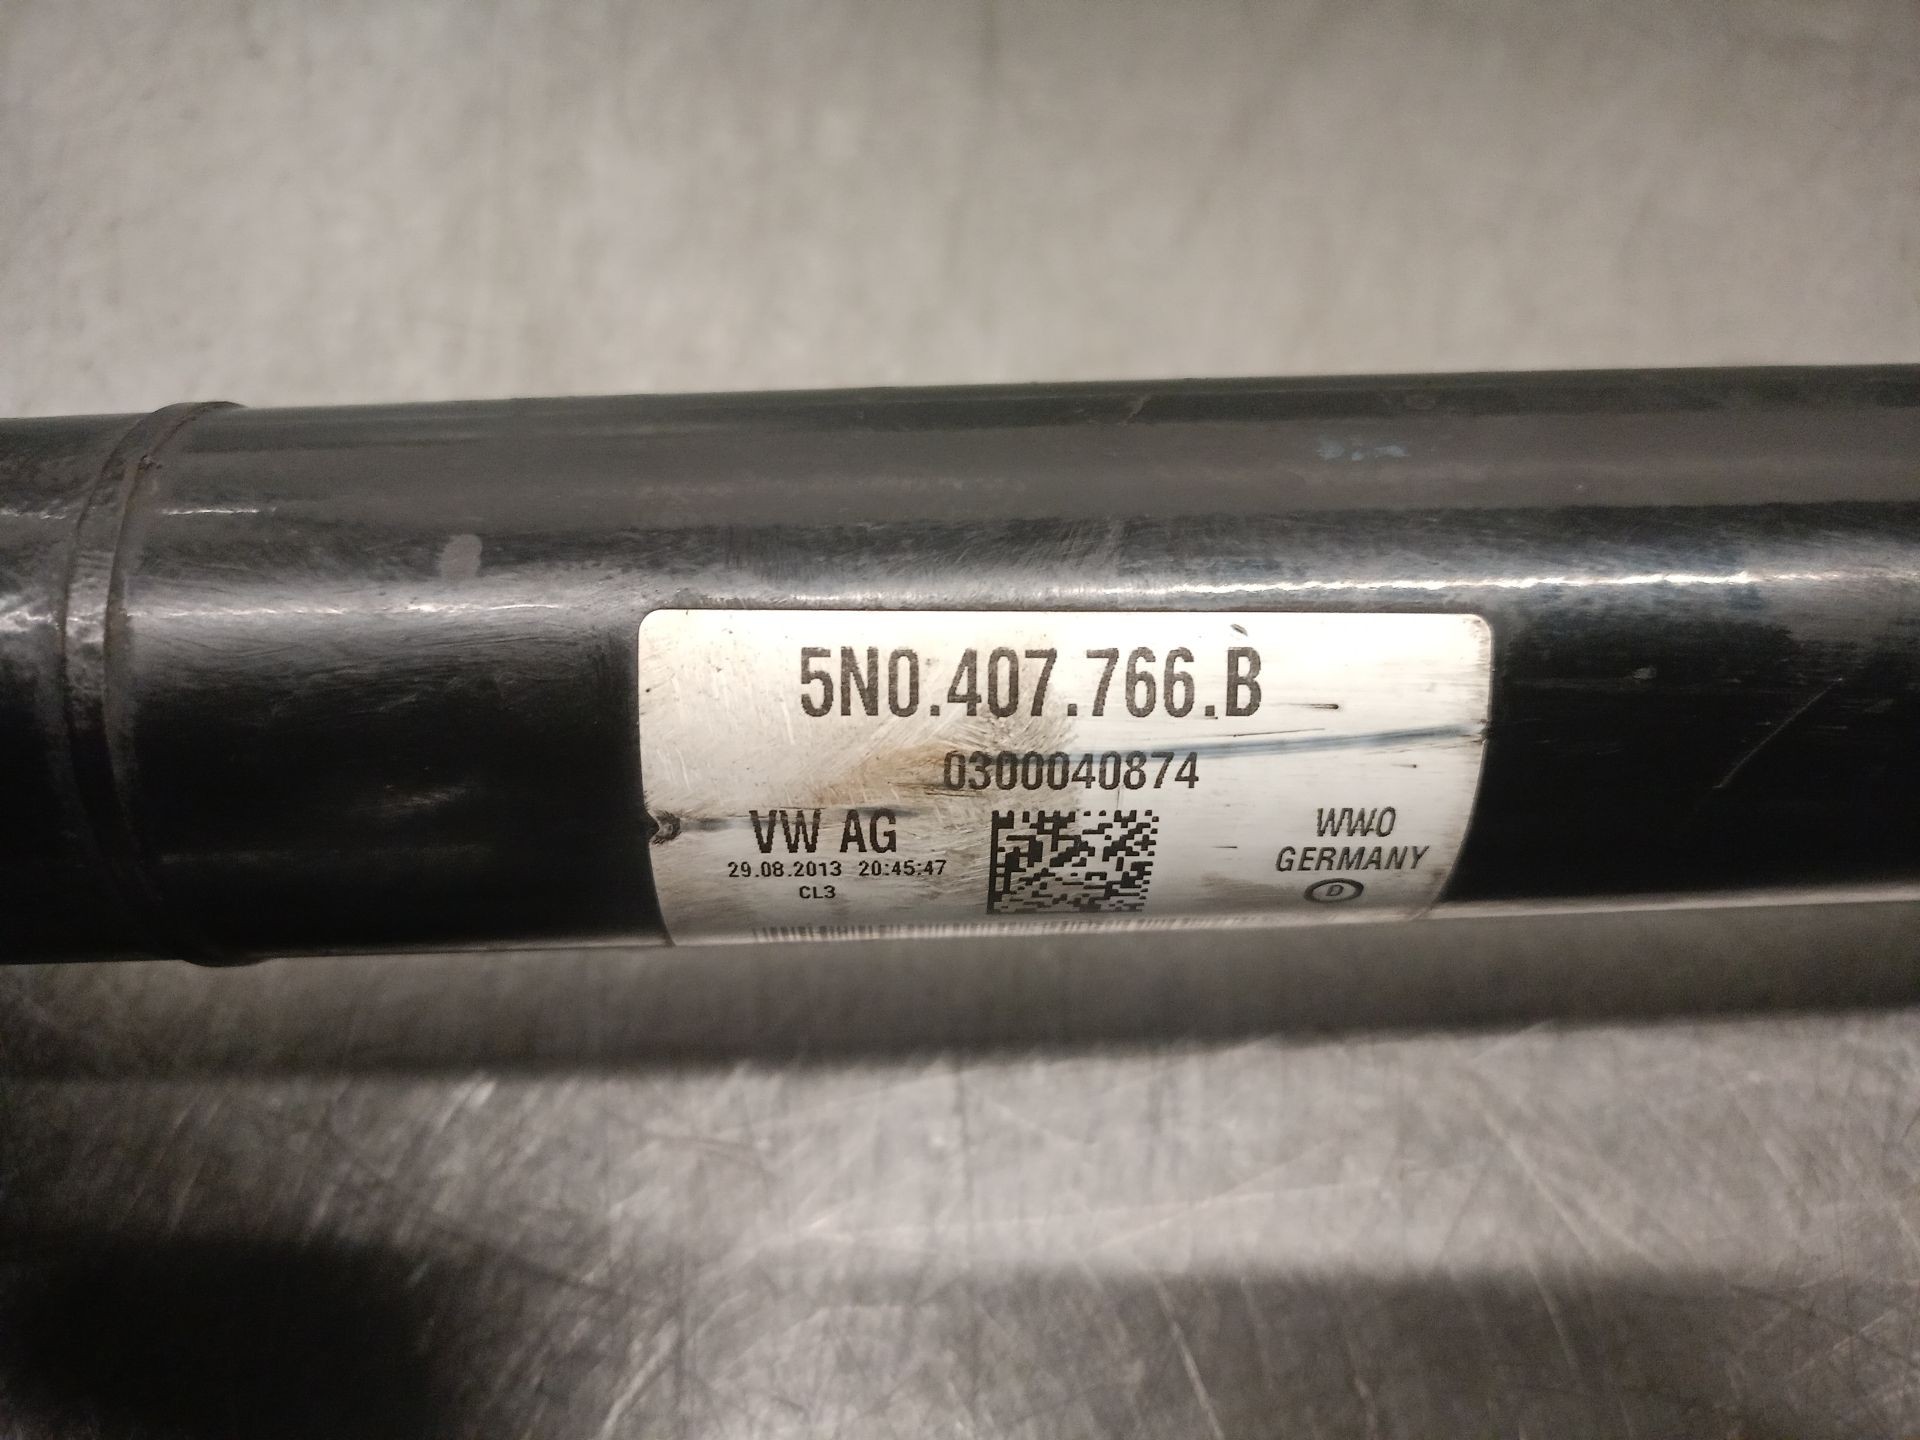 5N0.407.766.B
0300040874
VW AG
29.08.2013 20:45:47
CL3
WWO
GERMANY
D